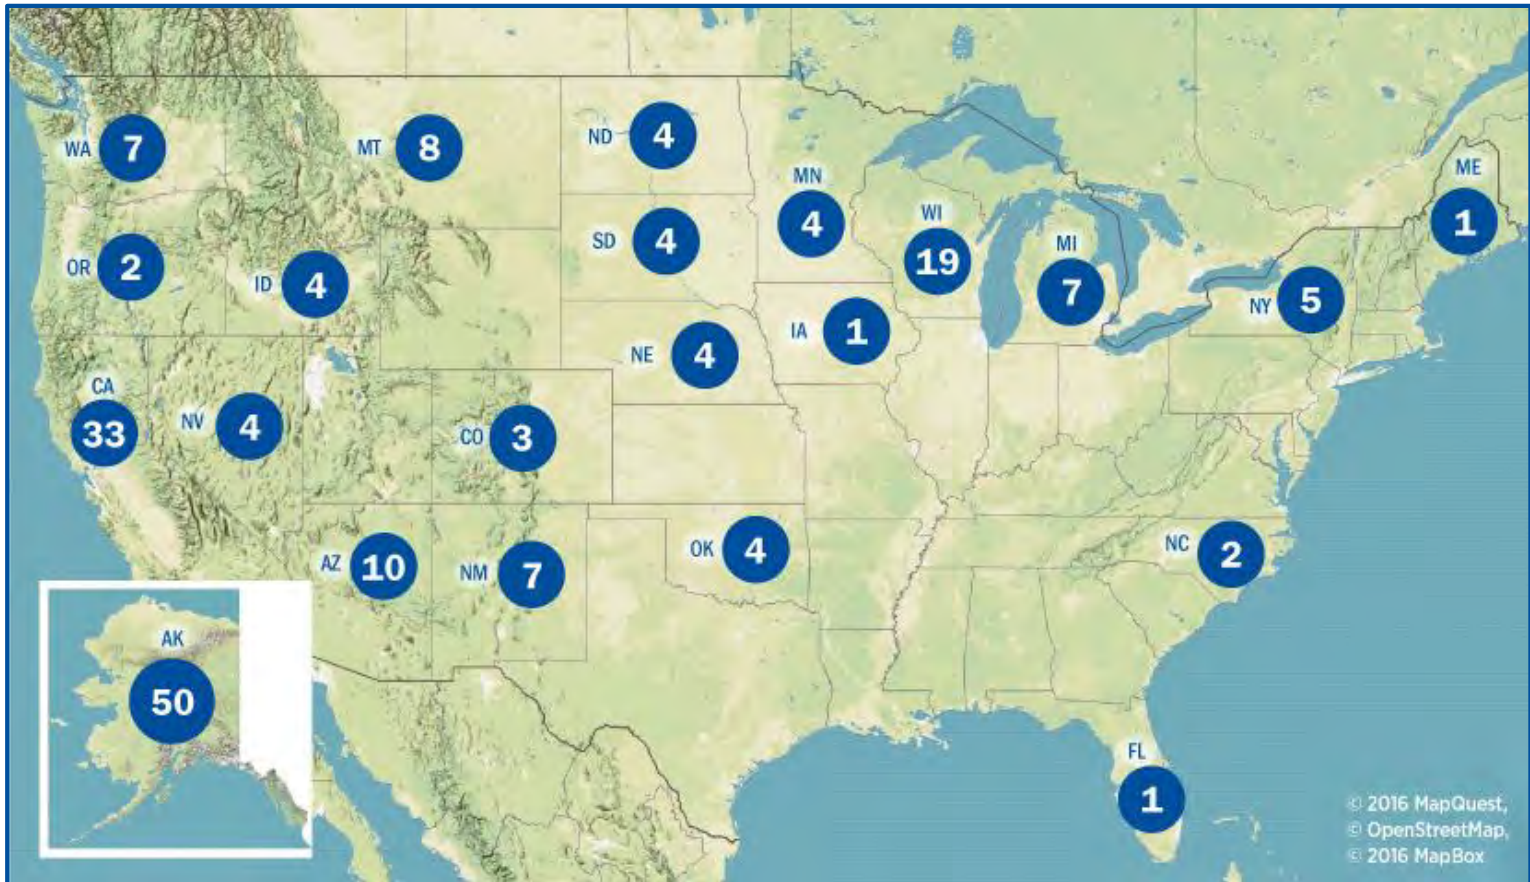 WA 7
MT 8
ND 4
MN
4
ME
1
OR 2
ID 4
SD 4
WI
19
MI
7
NY 5
NE 4
IA 1
CA
33
NV 4
CO 3
AZ 10
NM 7
OK 4
NC 2
AK
50
FL
1
© 2016 MapQuest,
© OpenStreetMap,
© 2016 MapBox